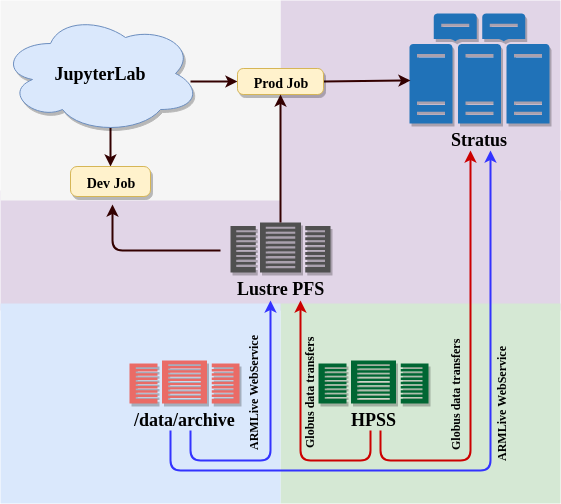 JupyterLab
Prod Job
Stratus
Dev Job
Lustre PFS
/data/archive
ARMLive WebService
Globus data transfers
HPSS
Globus data transfers
ARMLive WebService